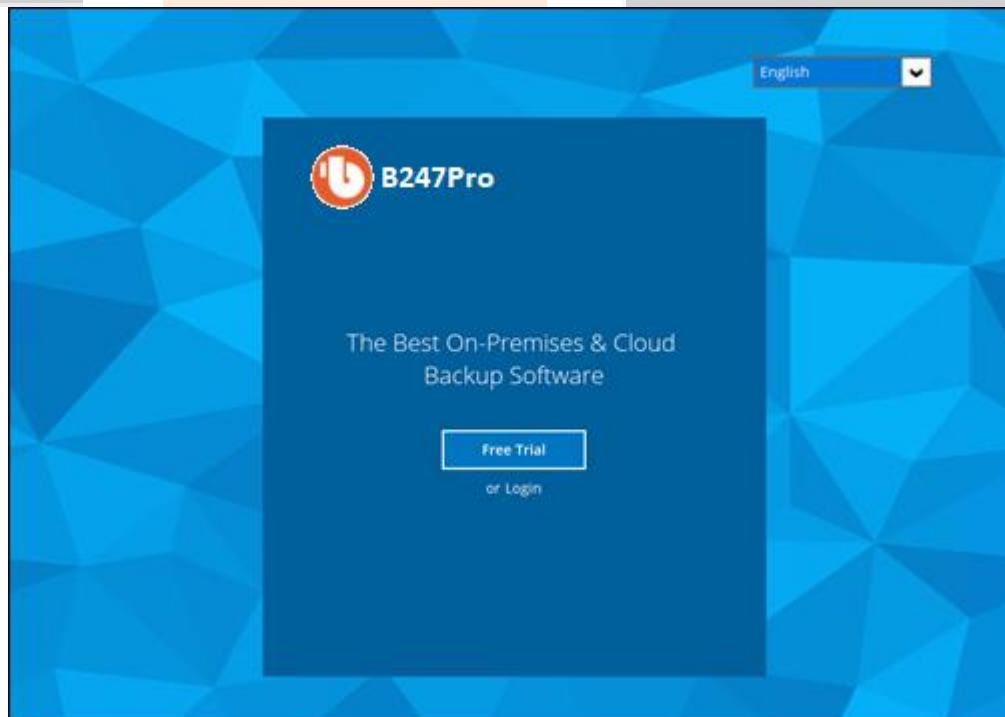 English
B247Pro
The Best On-Premises & Cloud
Backup Software
Free Trial
or Login